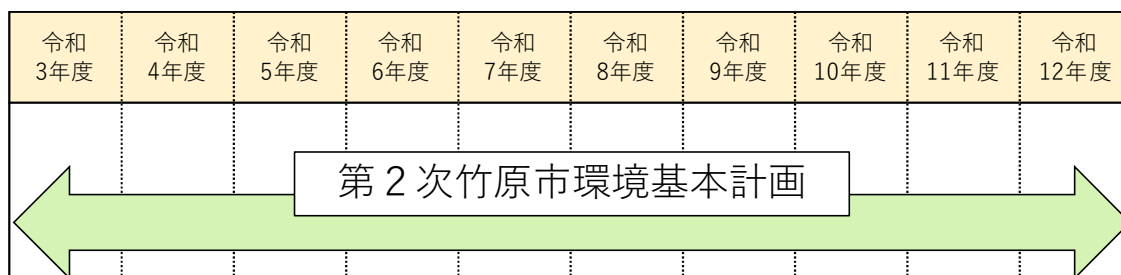 令和 令和 令和 令和 令和 令和 令和 令和 令和 令和
3年度 4年度 5年度 6年度 7年度 8年度 9年度 10年度 11年度 12年度
第２次竹原市環境基本計画